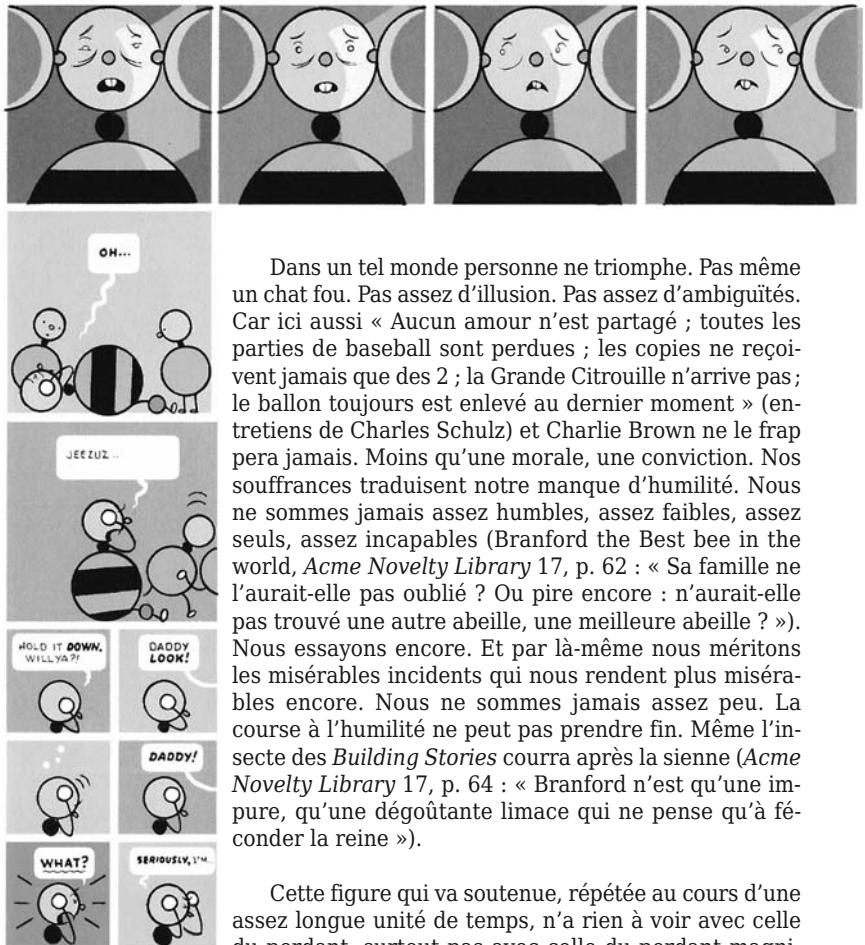 OH...
JEEZUZ..
HOLD IT DOWN,
WILLYA?!
DADDY
LOOK!
DADDY!
WHAT?
SERIOUSLY, I'M...
Dans un tel monde personne ne triomphe. Pas même
un chat fou. Pas assez d'illusion. Pas assez d'ambiguïtés.
Car ici aussi « Aucun amour n'est partagé ; toutes les
parties de baseball sont perdues ; les copies ne reçoi-
vent jamais que des 2 ; la Grande Citrouille n'arrive pas ;
le ballon toujours est enlevé au dernier moment » (en-
tretiens de Charles Schulz) et Charlie Brown ne le frap
pera jamais. Moins qu'une morale, une conviction. Nos
souffrances traduisent notre manque d'humilité. Nous
ne sommes jamais assez humbles, assez faibles, assez
seuls, assez incapables (Branford the Best bee in the
world, Acme Novelty Library 17, p. 62 : « Sa famille ne
l'aurait-elle pas oublié ? Ou pire encore : n'aurait-elle
pas trouvé une autre abeille, une meilleure abeille ? »).
Nous essayons encore. Et par là-même nous méritons
les misérables incidents qui nous rendent plus miséra-
bles encore. Nous ne sommes jamais assez peu. La
course à l'humilité ne peut pas prendre fin. Même l'in-
secte des Building Stories courra après la sienne (Acme
Novelty Library 17, p. 64 : « Branford n'est qu'une im-
pure, qu'une dégoûtante limace qui ne pense qu'à fé-
conder la reine »).
Cette figure qui va soutenue, répétée au cours d'une
assez longue unité de temps, n'a rien à voir avec celle
du perdant, surtout pas avec celle du perdant magni-